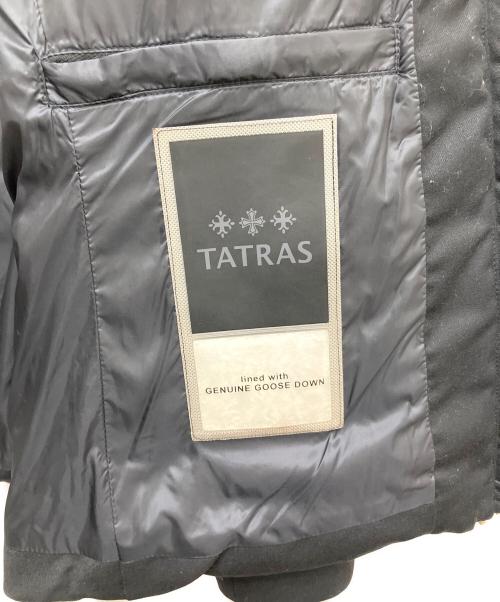 TATRAS
lined with
GENUINE GOOSE DOWN